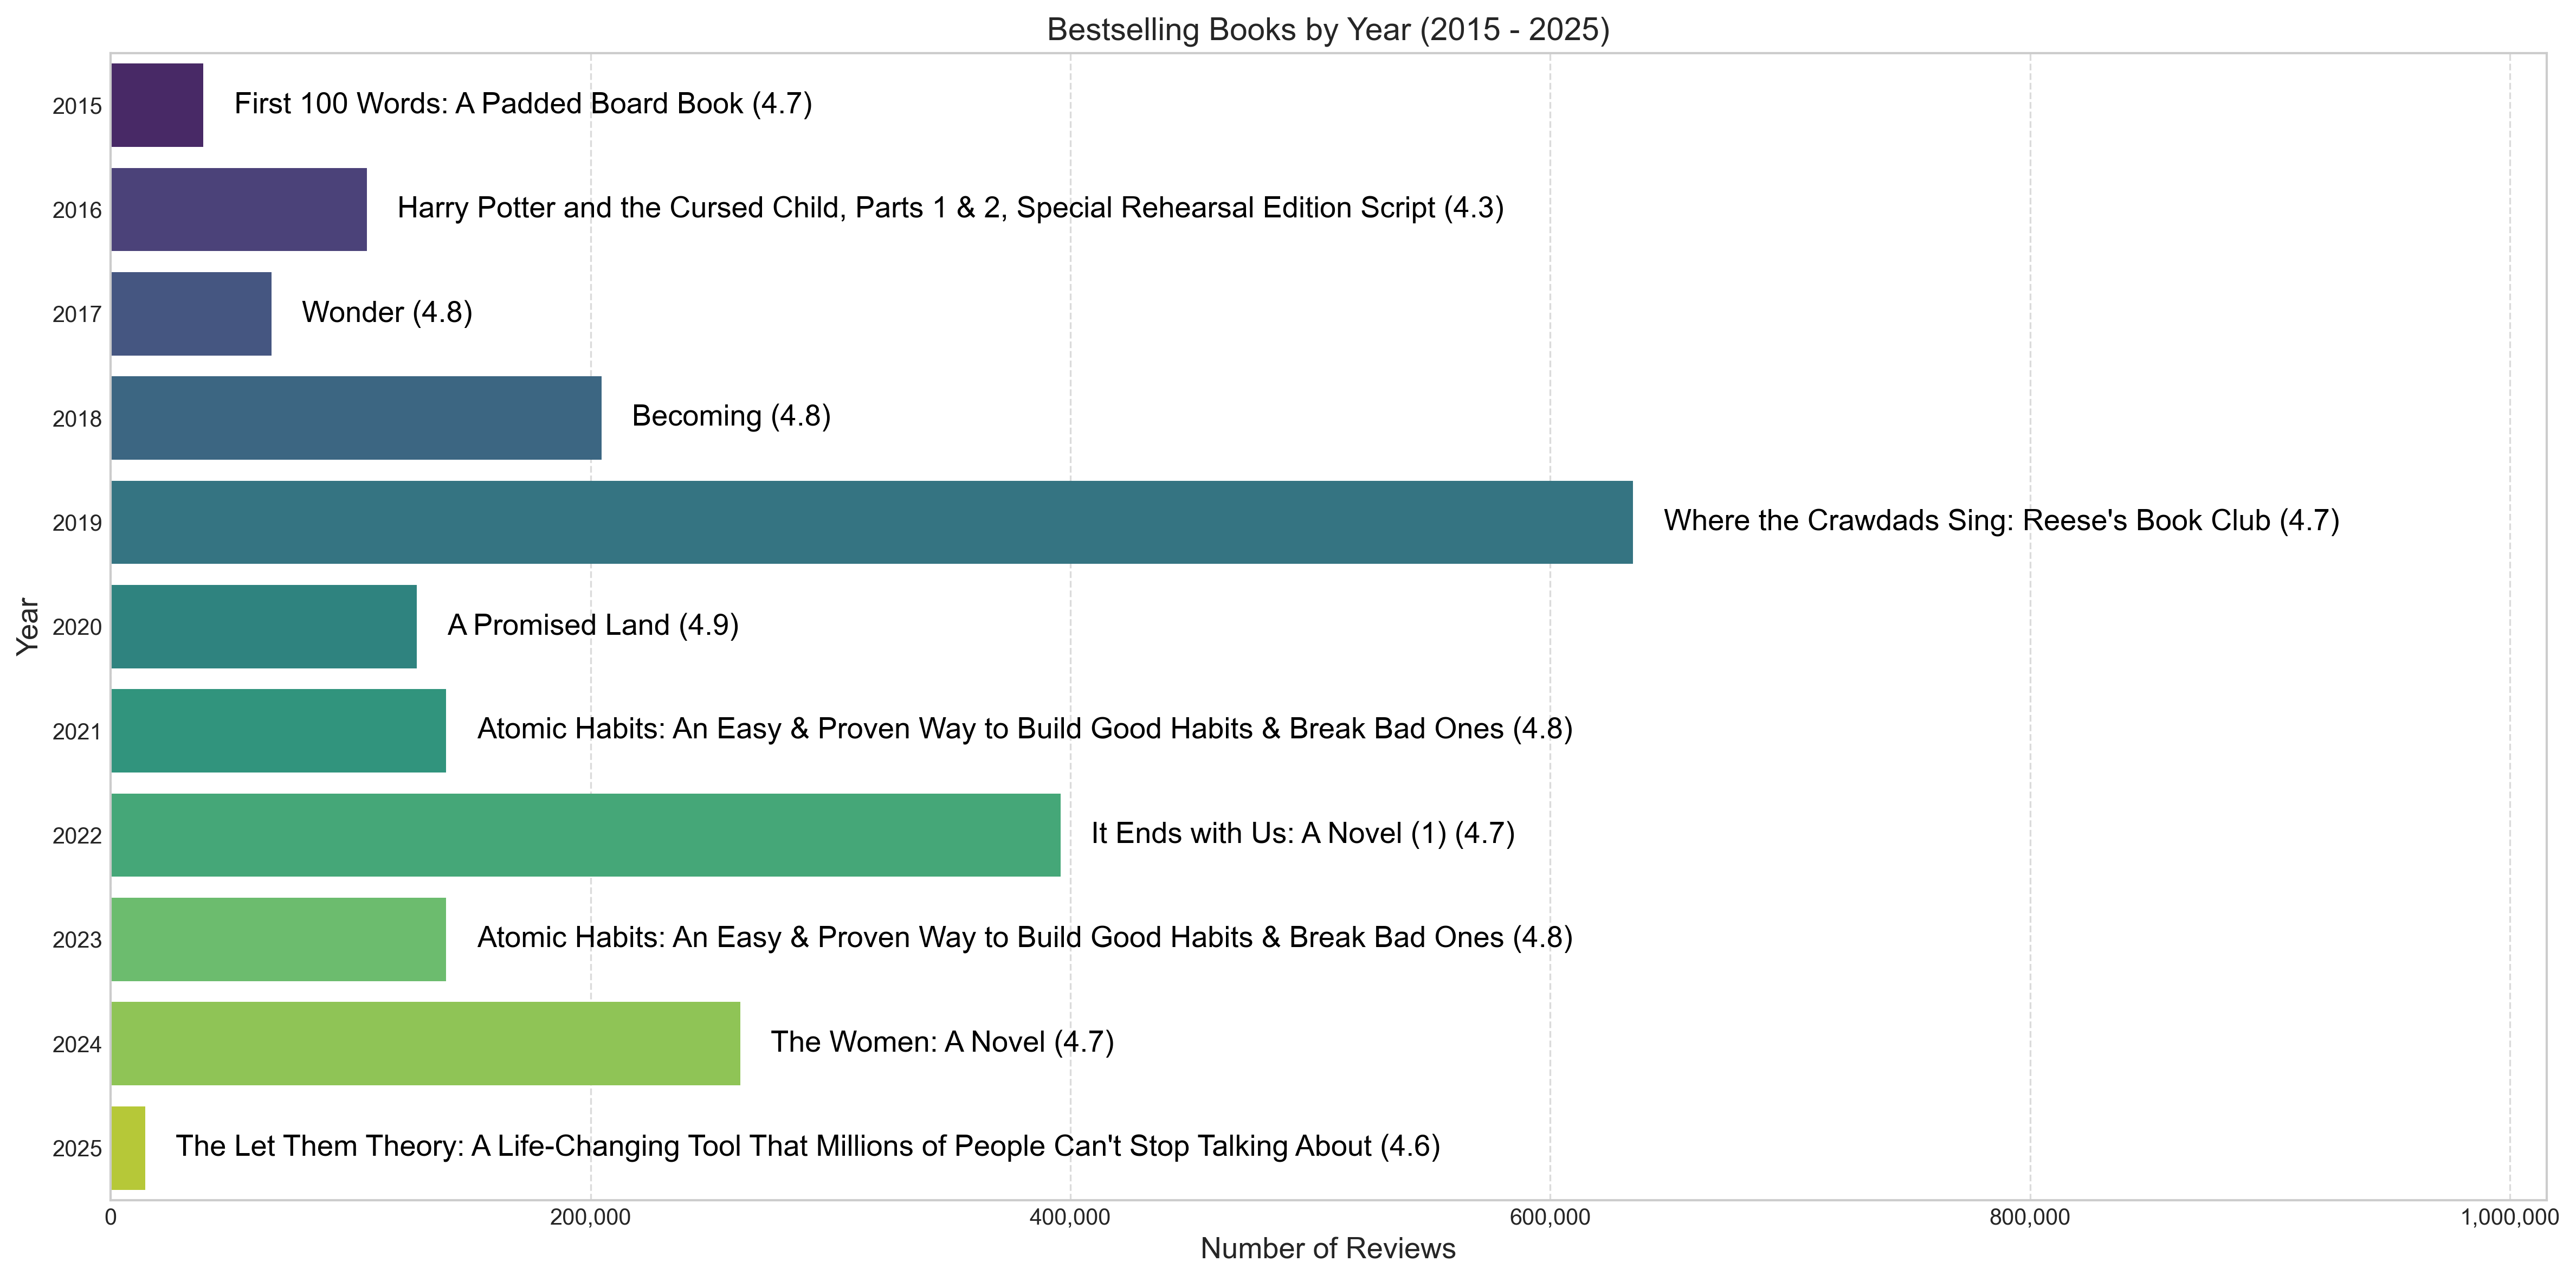 Bestselling Books by Year (2015 - 2025)
2015 First 100 Words: A Padded Board Book (4.7)
2016 Harry Potter and the Cursed Child, Parts 1 & 2, Special Rehearsal Edition Script (4.3)
2017 Wonder (4.8)
2018 Becoming (4.8)
2019 Where the Crawdads Sing: Reese's Book Club (4.7)
Year
2020 A Promised Land (4.9)
2021 Atomic Habits: An Easy & Proven Way to Build Good Habits & Break Bad Ones (4.8)
2022 It Ends with Us: A Novel (1) (4.7)
2023 Atomic Habits: An Easy & Proven Way to Build Good Habits & Break Bad Ones (4.8)
2024 The Women: A Novel (4.7)
2025 The Let Them Theory: A Life-Changing Tool That Millions of People Can't Stop Talking About (4.6)
0 200,000 400,000 600,000 800,000 1,000,000
Number of Reviews